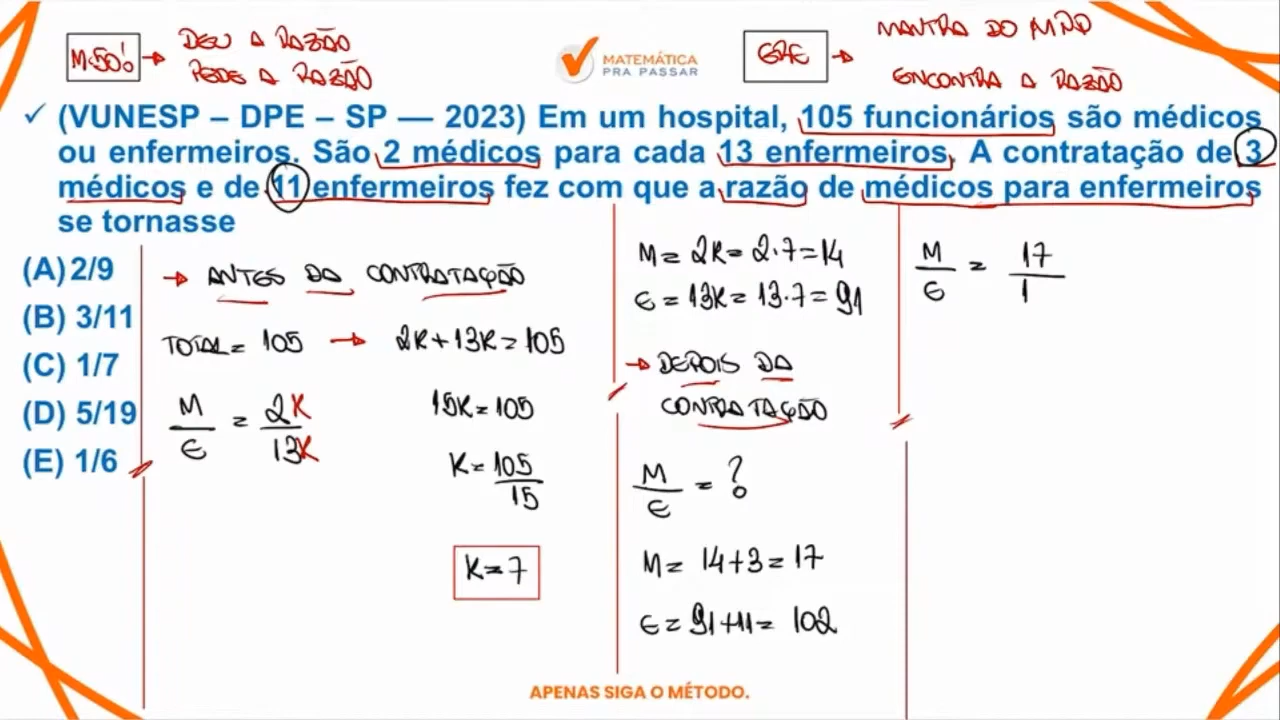 M.50! → DEU A RAZÃO
PEDE A RAZÃO
MATEMÁTICA
PRA PASSAR
GRE → MANTRA DO MPP
ENCONTRA A RAZÃO
✓ (VUNESP – DPE – SP — 2023) Em um hospital, 105 funcionários são médicos
ou enfermeiros. São 2 médicos para cada 13 enfermeiros. A contratação de 3
médicos e de 11 enfermeiros fez com que a razão de médicos para enfermeiros
se tornasse
(A) 2/9
(B) 3/11
(C) 1/7
(D) 5/19
(E) 1/6
→ ANTES DA CONTRATAÇÃO
TOTAL = 105 → 2K + 13K = 105
M/E = 2K/13K
15K = 105
K = 105/15
K = 7
M = 2K = 2.7 = 14
E = 13K = 13.7 = 91
→ DEPOIS DA
CONTRATAÇÃO
M/E = ?
M = 14 + 3 = 17
E = 91 + 11 = 102
M/E = 17/1
APENAS SIGA O MÉTODO.